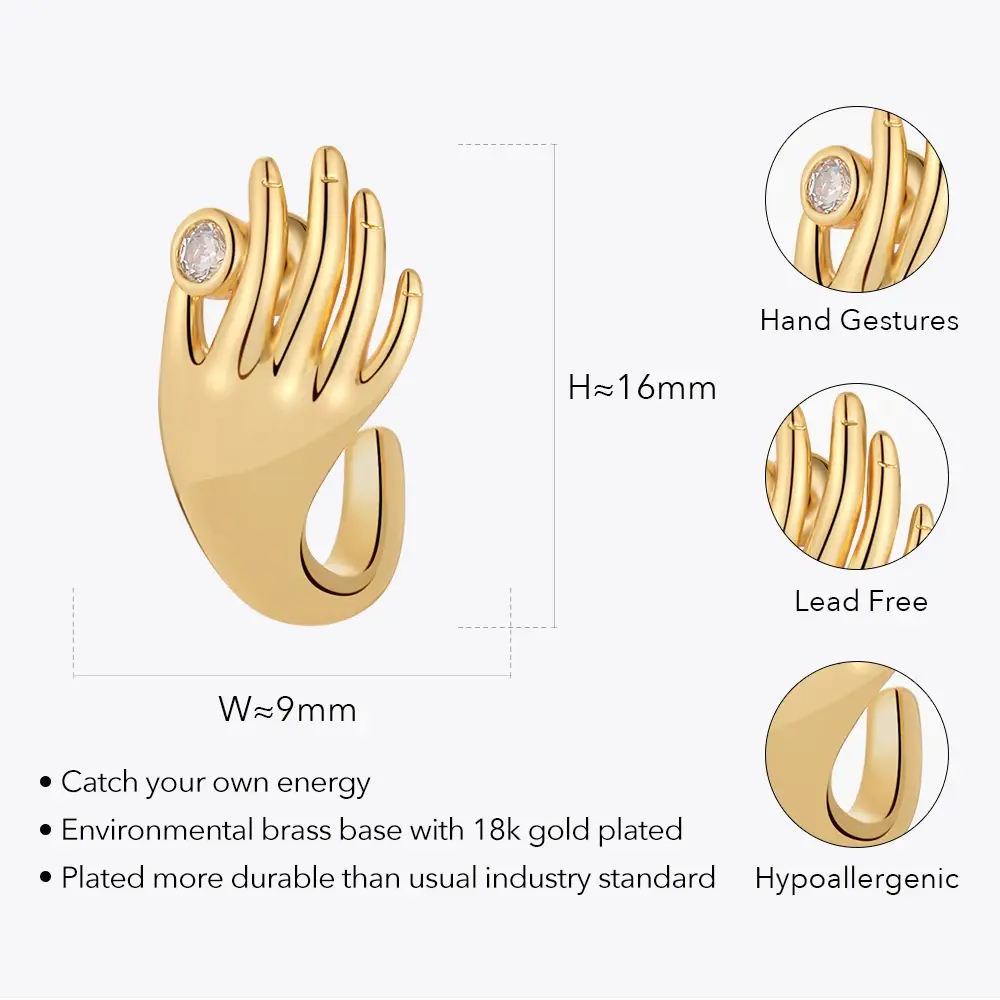 H≈16mm
W≈9mm
Hand Gestures
Lead Free
Hypoallergenic
• Catch your own energy
• Environmental brass base with 18k gold plated
• Plated more durable than usual industry standard